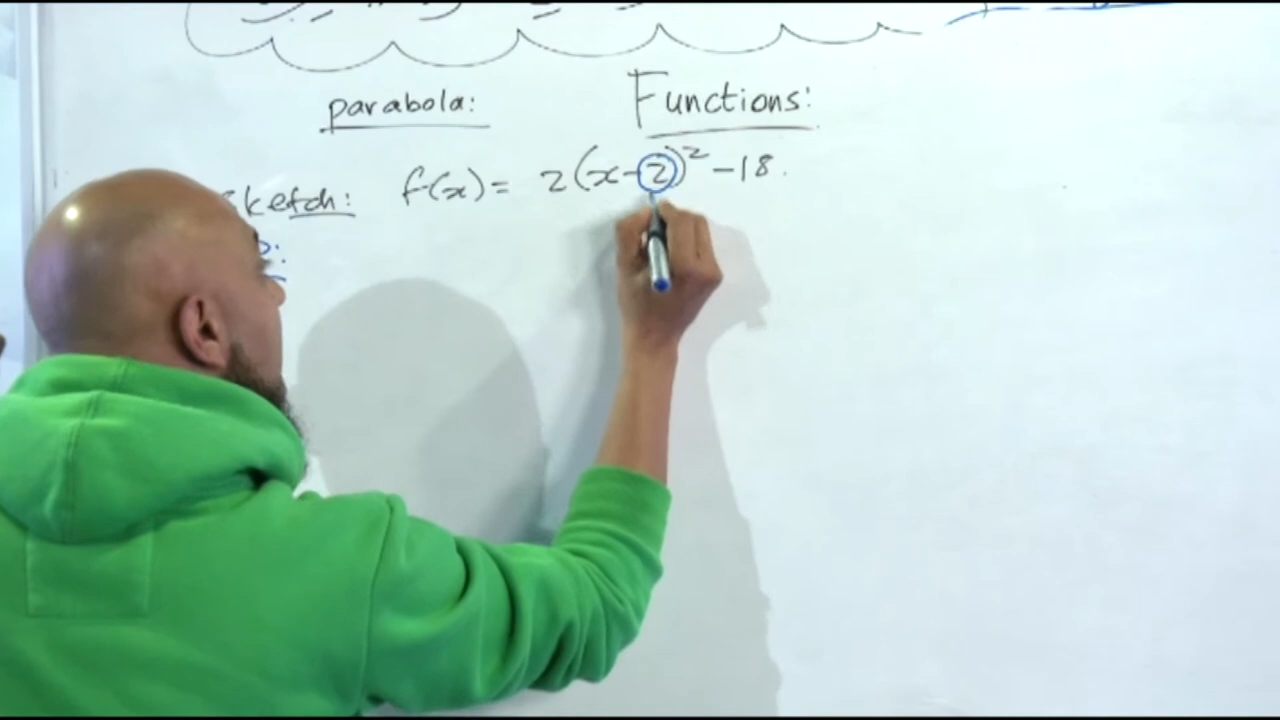 parabola:
Functions:
sketch: f(x) = 2(x-2)² -18.